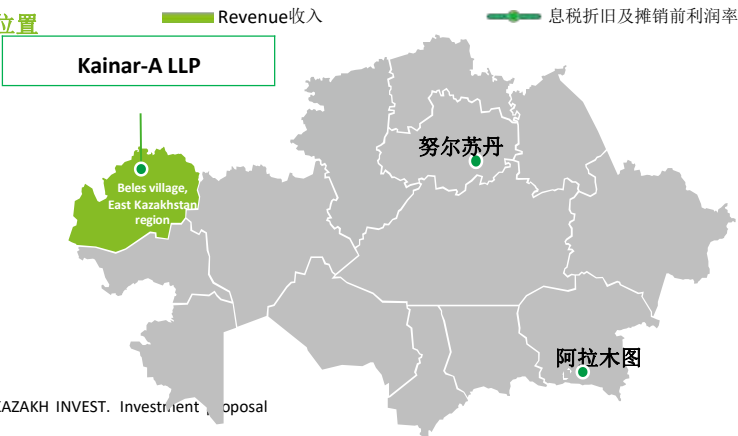 位置
Revenue收入
息税折旧及摊销前利润率
Kainar-A LLP
努尔苏丹
Beles village,
East Kazakhstan
region
阿拉木图
KAZAKH INVEST. Investment proposal